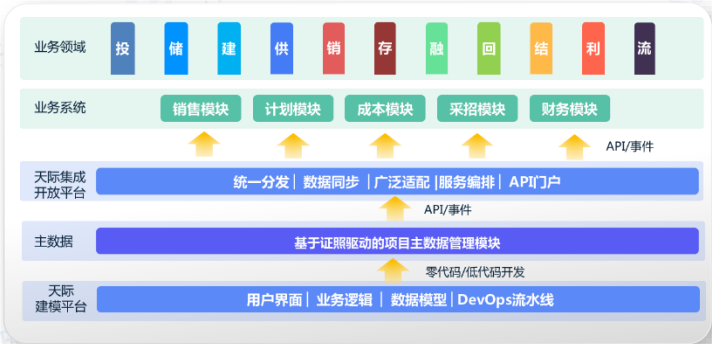 业务领域 投 储 建 供 销 存 融 回 结 利 流
业务系统 销售模块 计划模块 成本模块 采招模块 财务模块
API/事件
天际集成
开放平台
统一分发| 数据同步 |广泛适配 |服务编排| API门户
API/事件
主数据 基于证照驱动的项目主数据管理模块
零代码/低代码开发
天际
建模平台
用户界面| 业务逻辑 | 数据模型|DevOps流水线